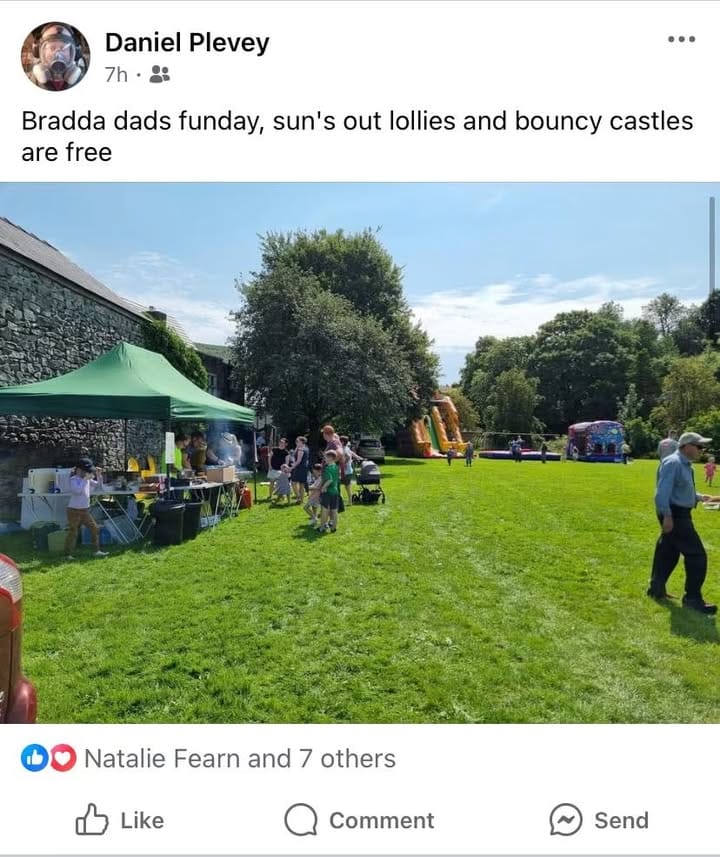 Daniel Plevey
7h ·
Bradda dads funday, sun's out lollies and bouncy castles
are free
Natalie Fearn and 7 others
Like
Comment
Send